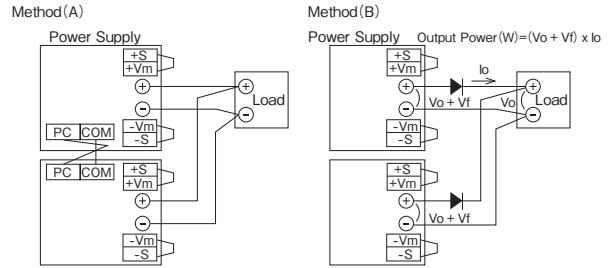 Method(A)
Power Supply
+S
+Vm
+
−
Load
+
−
PC COM
−Vm
−S
PC COM
+S
+Vm
+
−
−Vm
−S
Method(B)
Power Supply Output Power(W)=(Vo + Vf) x Io
+S
+Vm
Io
+
−
Vo + Vf
Vo
+
−
Load
−Vm
−S
+S
+Vm
+
−
Vo + Vf
−Vm
−S